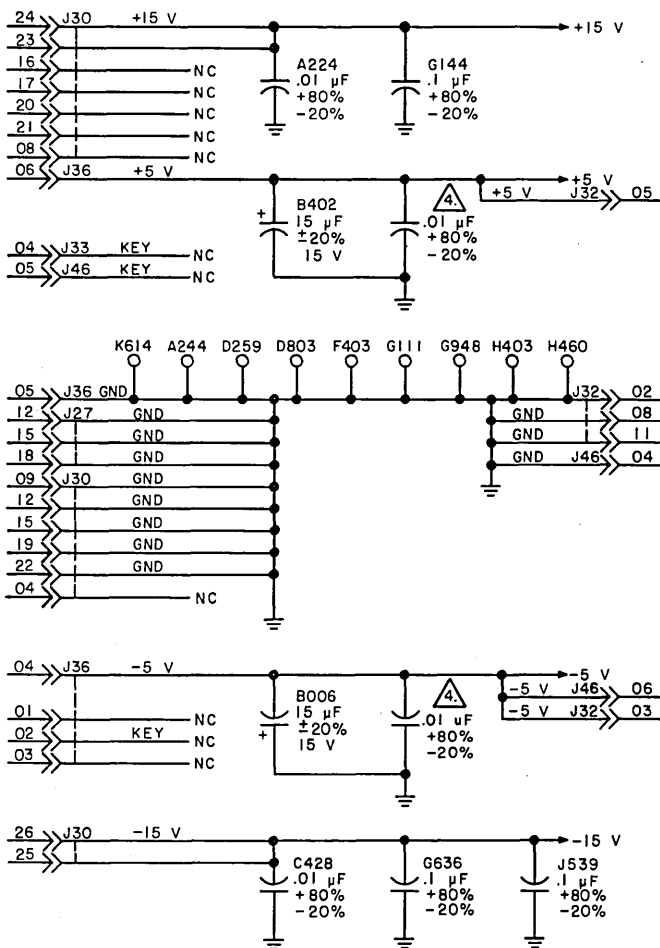 24 J30 +15 V +15 V
23
16 NC A224 G144
17 NC .01 µF .1 µF
20 NC +80% +80%
21 NC -20% -20%
08 NC
06 J36 +5 V +5 V
4. +5 V J32 05
B402
+ 15 µF .01 µF
±20% +80%
15 V -20%
04 J33 KEY NC
05 J46 KEY NC
K614 A244 D259 D803 F403 G111 G948 H403 H460
05 J36 GND J32 02
12 J27 GND GND 08
15 GND GND 11
18 GND GND J46 04
09 J30 GND
12 GND
15 GND
19 GND
22 GND
04 NC
04 J36 -5 V -5 V
B006 4. -5 V J46 06
01 NC 15 µF .01 uF -5 V J32 03
02 KEY NC + ±20% +80%
03 NC 15 V -20%
26 J30 -15 V -15 V
25
C428 G636 J539
.01 µF .1 µF .1 µF
+80% +80% +80%
-20% -20% -20%